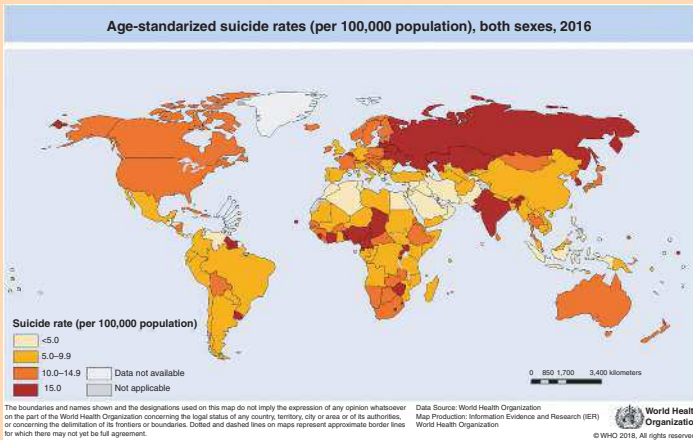 Age-standarized suicide rates (per 100,000 population), both sexes, 2016
Suicide rate (per 100,000 population)
<5.0
5.0–9.9
10.0–14.9
15.0
Data not available
Not applicable
0 850 1,700 3,400 kilometers
The boundaries and names shown and the designations used on this map do not imply the expression of any opinion whatsoever
on the part of the World Health Organization concerning the legal status of any country, territory, city or area or of its authorities,
or concerning the delimitation of its frontiers or boundaries. Dotted and dashed lines on maps represent approximate border lines
for which there may not yet be full agreement.
Data Source: World Health Organization
Map Production: Information Evidence and Research (IER)
World Health Organization
World Health
Organization
© WHO 2018, All rights reserved